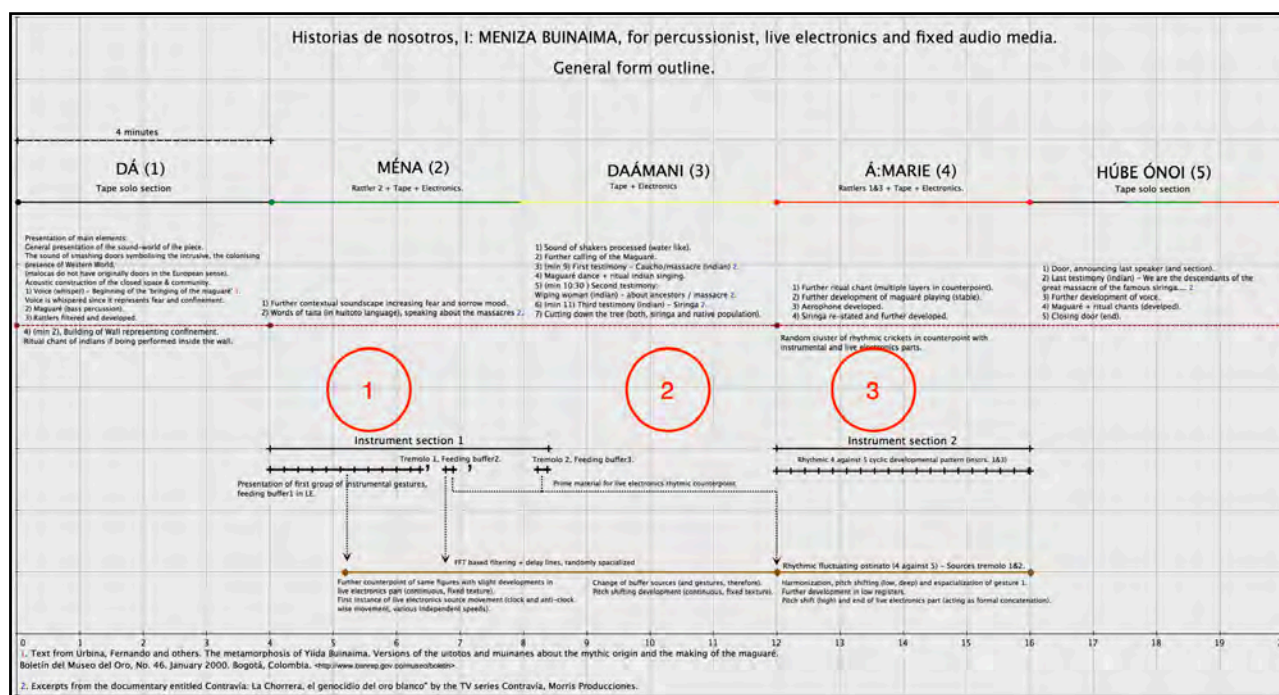 Historias de nosotros, I: MENIZA BUINAIMA, for percussionist, live electronics and fixed audio media.
General form outline.
4 minutes
DÁ (1)
Tape solo section
MÉNA (2)
Rattler 2 + Tape + Electronics.
DAÁMANI (3)
Tape + Electronics
Á:MARIE (4)
Rattlers 1&3 + Tape + Electronics.
HÚBE ÓNOI (5)
Tape solo section
Presentation of main elements:
General presentation of the sound-world of the piece.
The sound of smashing doors symbolising the intrusive, the colonising
presence of Western World,
(malocas do not have originally doors in the European sense).
Acoustic construction of the closed space & community.
1) Voice (whisper) – Beginning of the 'bringing of the maguaré' 1.
Voice is whispered since it represents fear and confinement.
2) Maguaré (bass percussion).
3) Rattlers filtered and developed.
4) (min 2), Building of Wall representing confinement.
Ritual chant of indians if being performed inside the wall.
1) Further contextual soundscape increasing fear and sorrow mood.
2) Words of taita (in huitoto language), speaking about the massacres 2.
1) Sound of shakers processed (water like).
2) Further calling of the Maguaré.
3) (min 9) First testimony – Caucho/massacre (indian) 2.
4) Maguaré dance + ritual indian singing.
5) (min 10:30 ) Second testimony:
Wiping woman (indian) – about ancestors / massacre 2.
6) (min 11) Third testimony (indian) – Siringa 2.
7) Cutting down the tree (both, siringa and native population).
1) Further ritual chant (multiple layers in counterpoint).
2) Further development of maguaré playing (stable).
3) Aerophone developed.
4) Siringa re-stated and further developed.
Random cluster of rhythmic crickets in counterpoint with
instrumental and live electronics parts.
1) Door, announcing last speaker (and section).
2) Last testimony (indian) – We are the descendants of the
great massacre of the famous siringa.... 2
3) Further development of voice.
4) Maguaré + ritual chants (develped).
5) Closing door (end).
1
2
3
Instrument section 1
Tremolo 1, Feeding buffer2.
Tremolo 2, Feeding buffer3.
Presentation of first group of instrumental gestures,
feeding buffer1 in LE.
Prime material for live electronics rhytmic counterpoint
Instrument section 2
Rhythmic 4 against 5 cyclic developmental pattern (instrs. 1&3)
FFT based filtering + delay lines, randomly spacialized
Rhythmic fluctuating ostinato (4 against 5) – Sources tremolo 1&2.
Further counterpoint of same figures with slight developments in
live electronics part (continuous, fixed texture).
First instance of live electronics source movement (clock and anti-clock
wise movement, various independent speeds).
Change of buffer sources (and gestures, therefore).
Pitch shifting development (continuous, fixed texture).
Harmonization, pitch shifting (low, deep) and espacialization of gesture 1.
Further development in low registers.
Pitch shift (high) and end of live electronics part (acting as formal concatenation).
0 1 2 3 4 5 6 7 8 9 10 11 12 13 14 15 16 17 18 19
1. Text from Urbina, Fernando and others. The metamorphosis of Yiida Buinaima. Versions of the uitotos and muinanes about the mythic origin and the making of the maguaré.
Boletín del Museo del Oro, No. 46. January 2000. Bogotá, Colombia. <http://www.banrep.gov.co/museo/boletin>
2. Excerpts from the documentary entitled Contravía: La Chorrera, el genocidio del oro blanco" by the TV series Contravía, Morris Producciones.